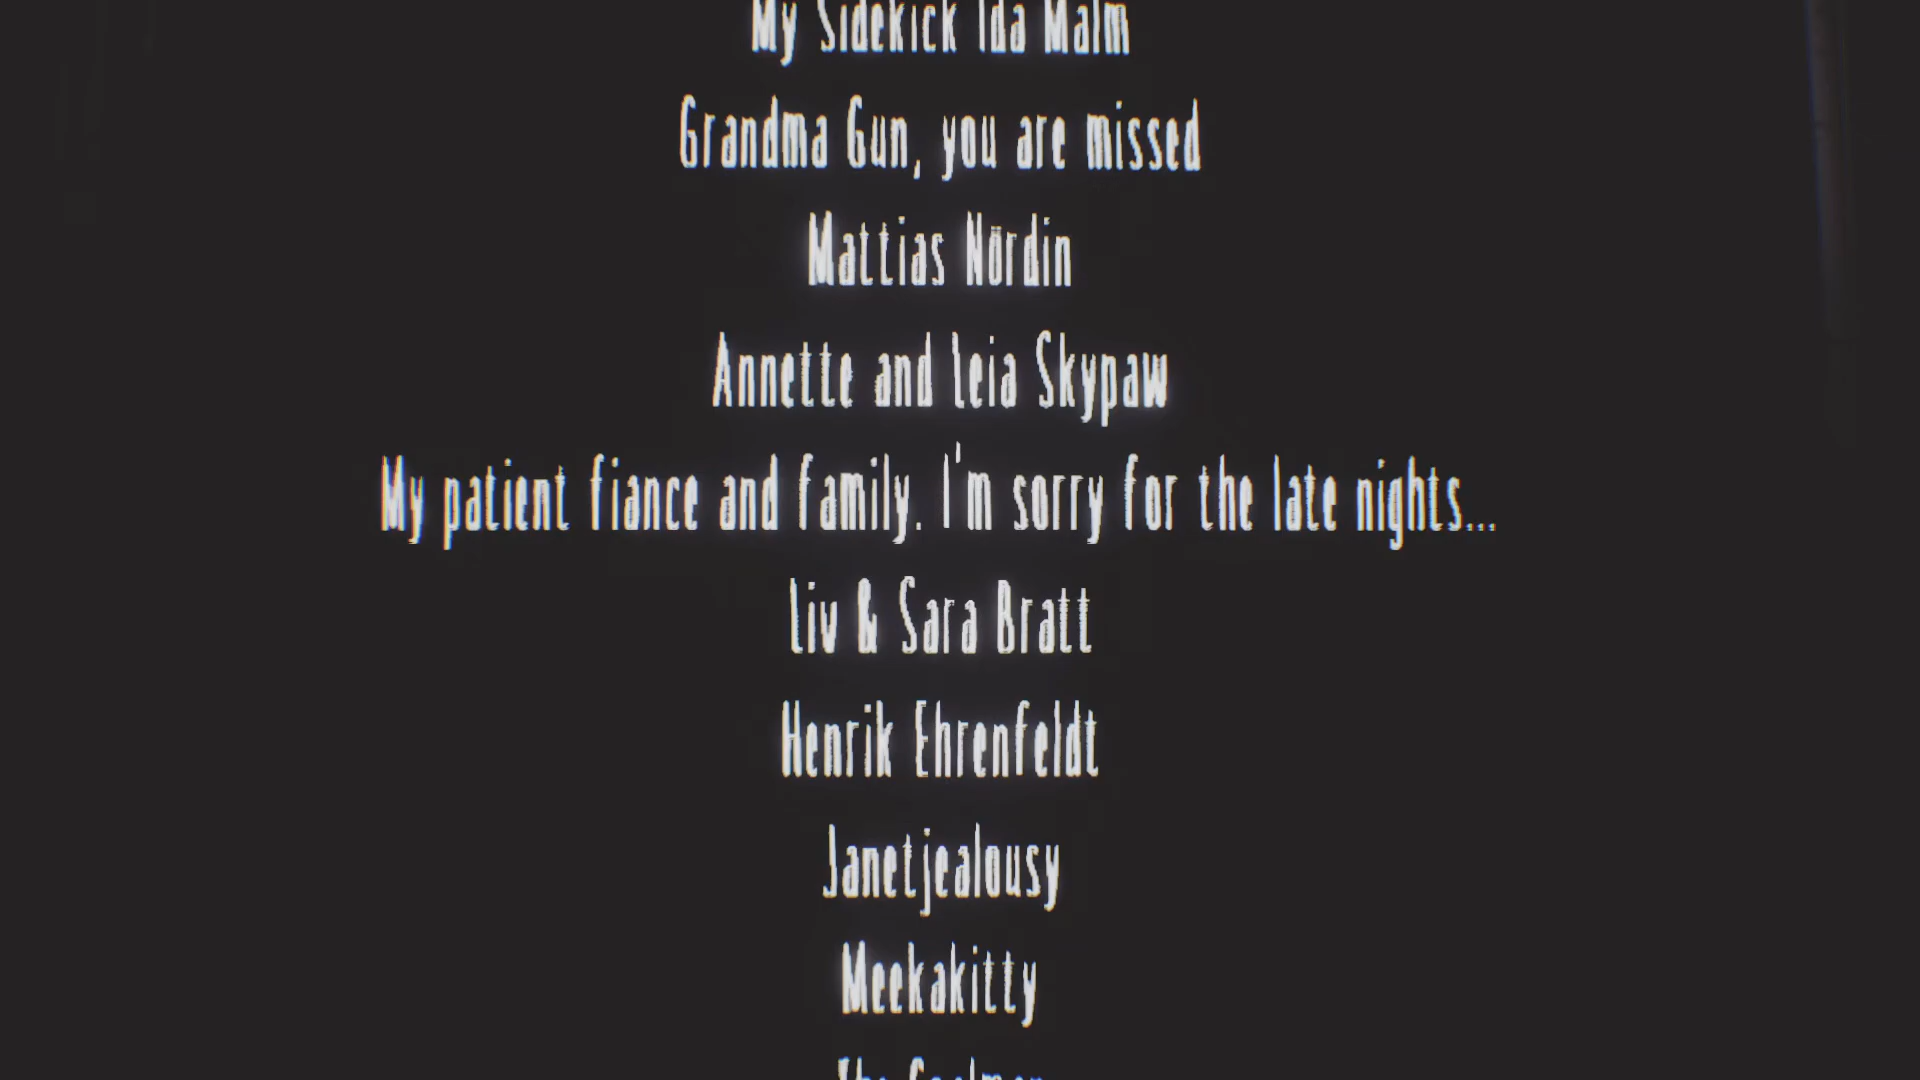 My Sidekick Ida Malm
Grandma Gun, you are missed
Mattias Nördin
Annette and Leia Skypaw
My patient fiance and family. I'm sorry for the late nights...
Liv & Sara Bratt
Henrik Ehrenfeldt
Janetjealousy
Meekakitty
The